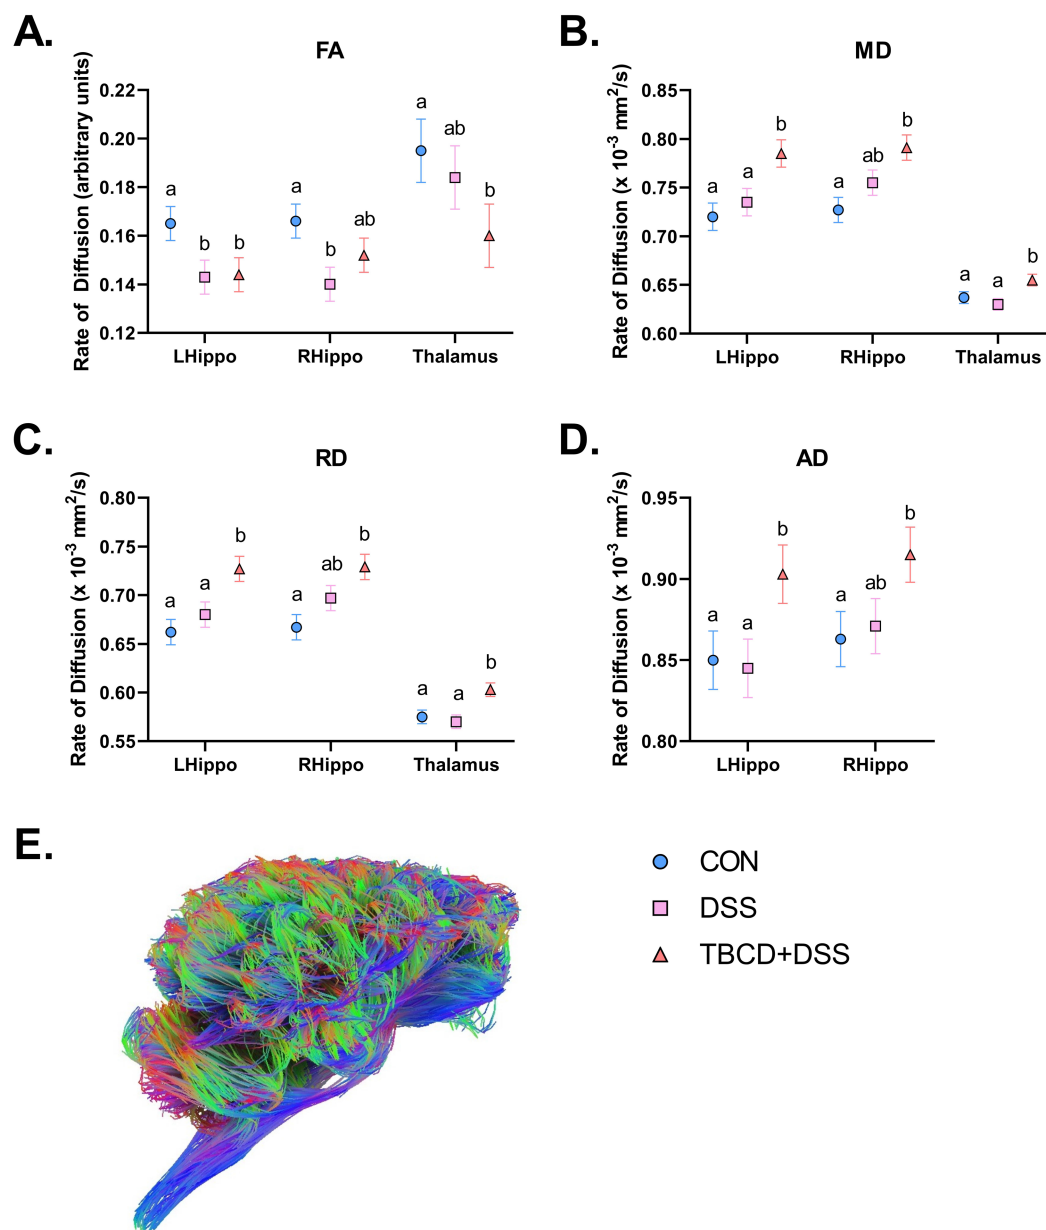 A.
FA
Rate of Diffusion (arbitrary units)
0.22
0.20
0.18
0.16
0.14
0.12
a
b
b
a
b
ab
a
ab
b
LHippo
RHippo
Thalamus
B.
MD
Rate of Diffusion (x 10⁻³ mm²/s)
0.85
0.80
0.75
0.70
0.65
0.60
a
a
b
a
ab
b
a
a
b
LHippo
RHippo
Thalamus
C.
RD
Rate of Diffusion (x 10⁻³ mm²/s)
0.80
0.75
0.70
0.65
0.60
0.55
a
a
b
a
ab
b
a
a
b
LHippo
RHippo
Thalamus
D.
AD
Rate of Diffusion (x 10⁻³ mm²/s)
0.95
0.90
0.85
0.80
a
a
b
a
ab
b
LHippo
RHippo
E.
CON
DSS
TBCD+DSS